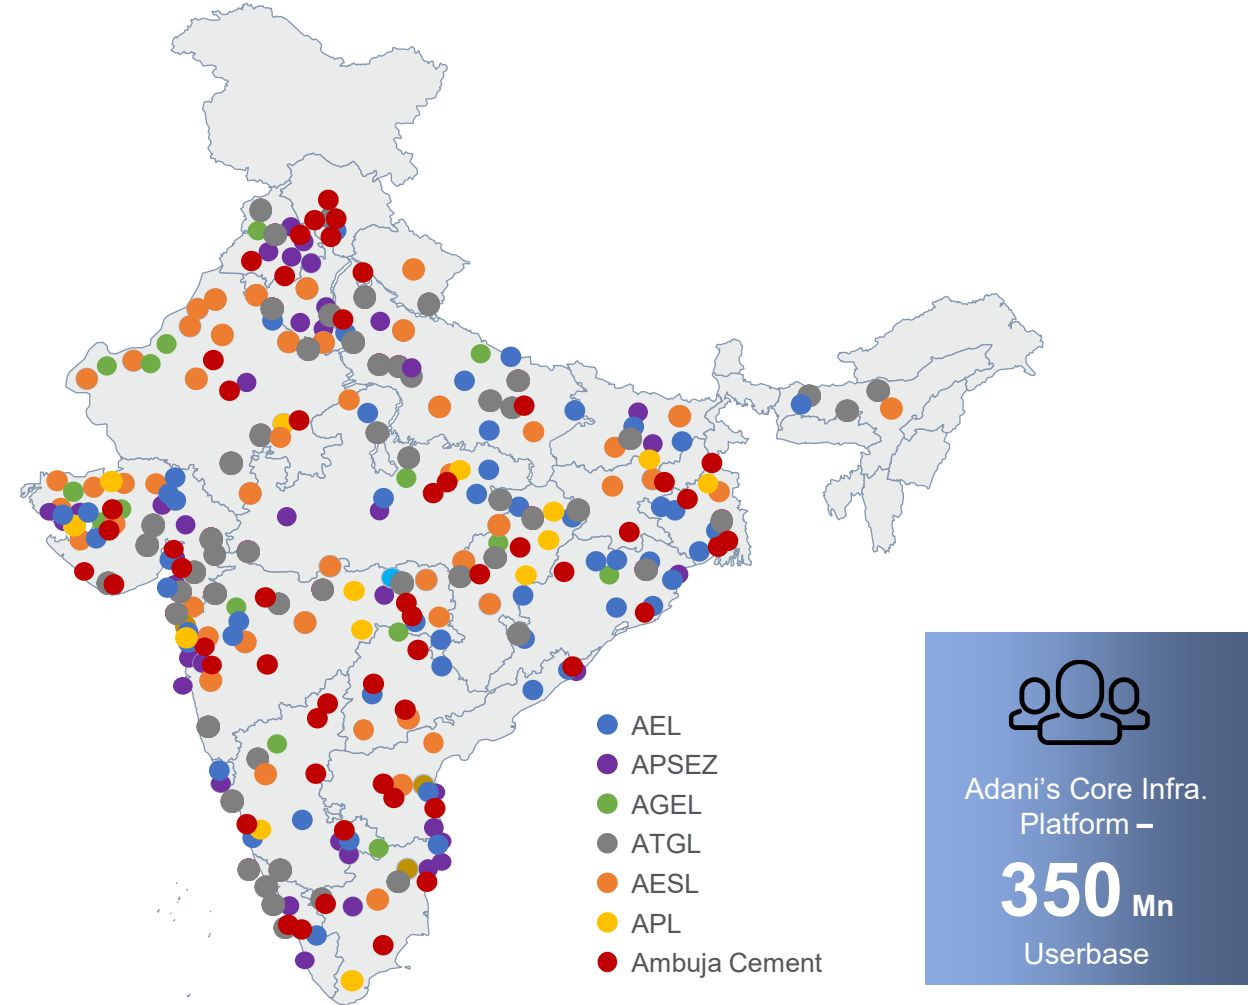 AEL
APSEZ
AGEL
ATGL
AESL
APL
Ambuja Cement
Adani’s Core Infra.
Platform –
350 Mn
Userbase